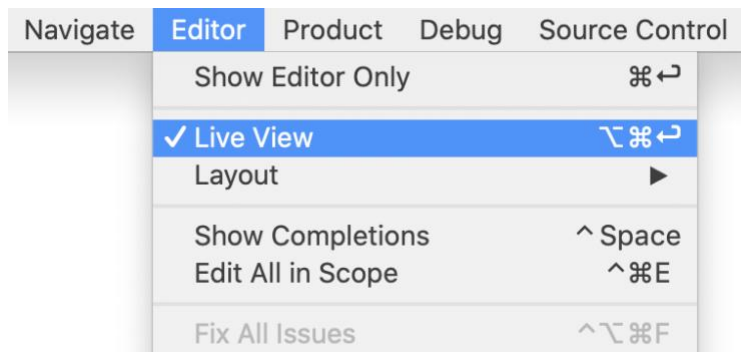 Navigate Editor Product Debug Source Control
Show Editor Only ⌘↩
✓ Live View ⌥⌘↩
Layout ▶
Show Completions ^ Space
Edit All in Scope ^⌘E
Fix All Issues ^⌥⌘F